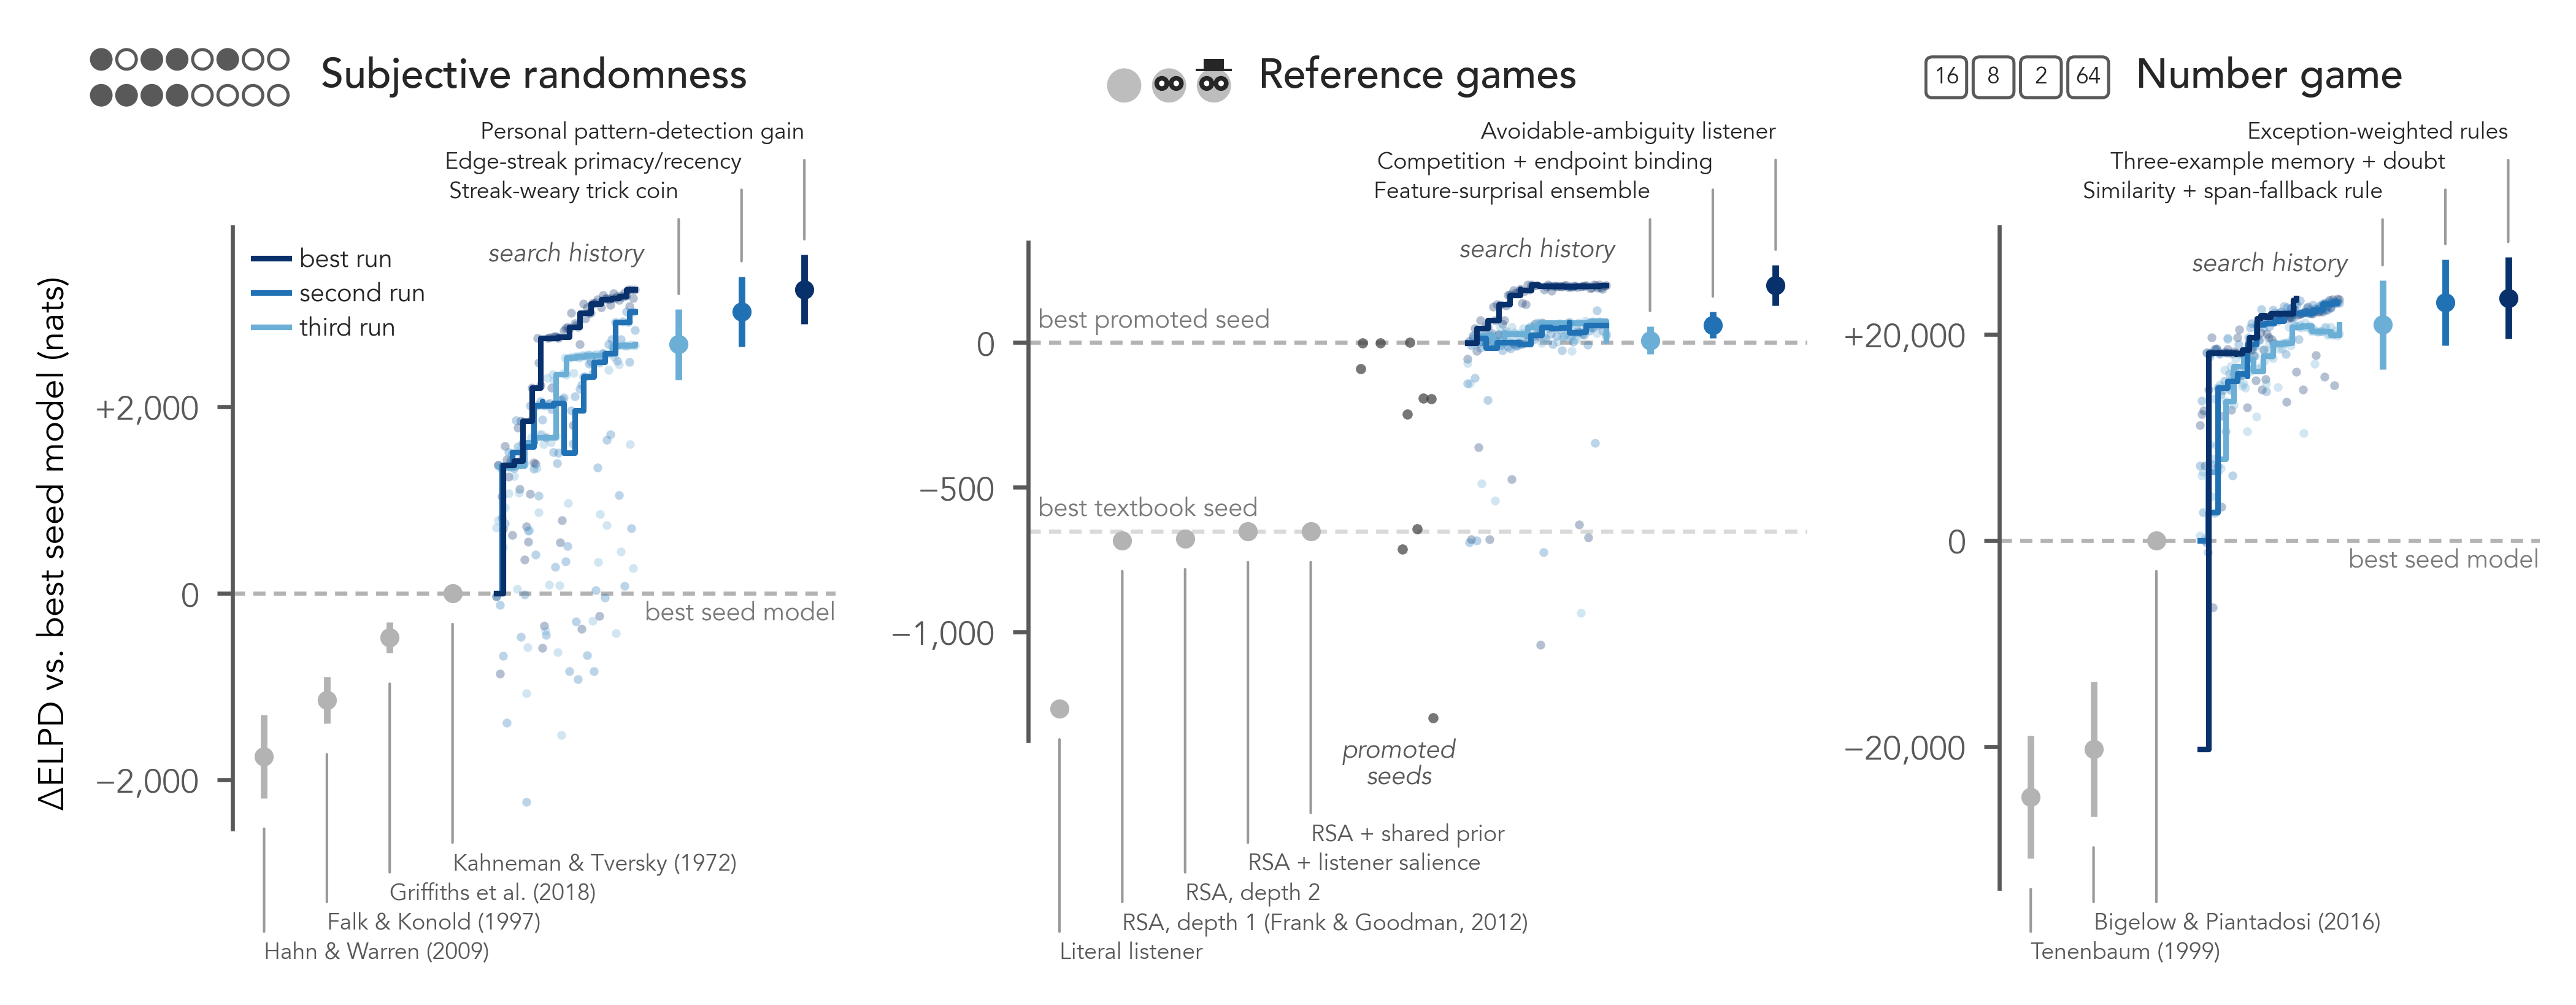 Subjective randomness
Personal pattern-detection gain
Edge-streak primacy/recency
Streak-weary trick coin
search history
best run
second run
third run
ΔELPD vs. best seed model (nats)
+2,000
0
−2,000
best seed model
Kahneman & Tversky (1972)
Griffiths et al. (2018)
Falk & Konold (1997)
Hahn & Warren (2009)
Reference games
Avoidable-ambiguity listener
Competition + endpoint binding
Feature-surprisal ensemble
search history
best promoted seed
0
−500
best textbook seed
−1,000
promoted
seeds
RSA + shared prior
RSA + listener salience
RSA, depth 2
RSA, depth 1 (Frank & Goodman, 2012)
Literal listener
16 8 2 64
Number game
Exception-weighted rules
Three-example memory + doubt
Similarity + span-fallback rule
search history
+20,000
0
best seed model
−20,000
Bigelow & Piantadosi (2016)
Tenenbaum (1999)